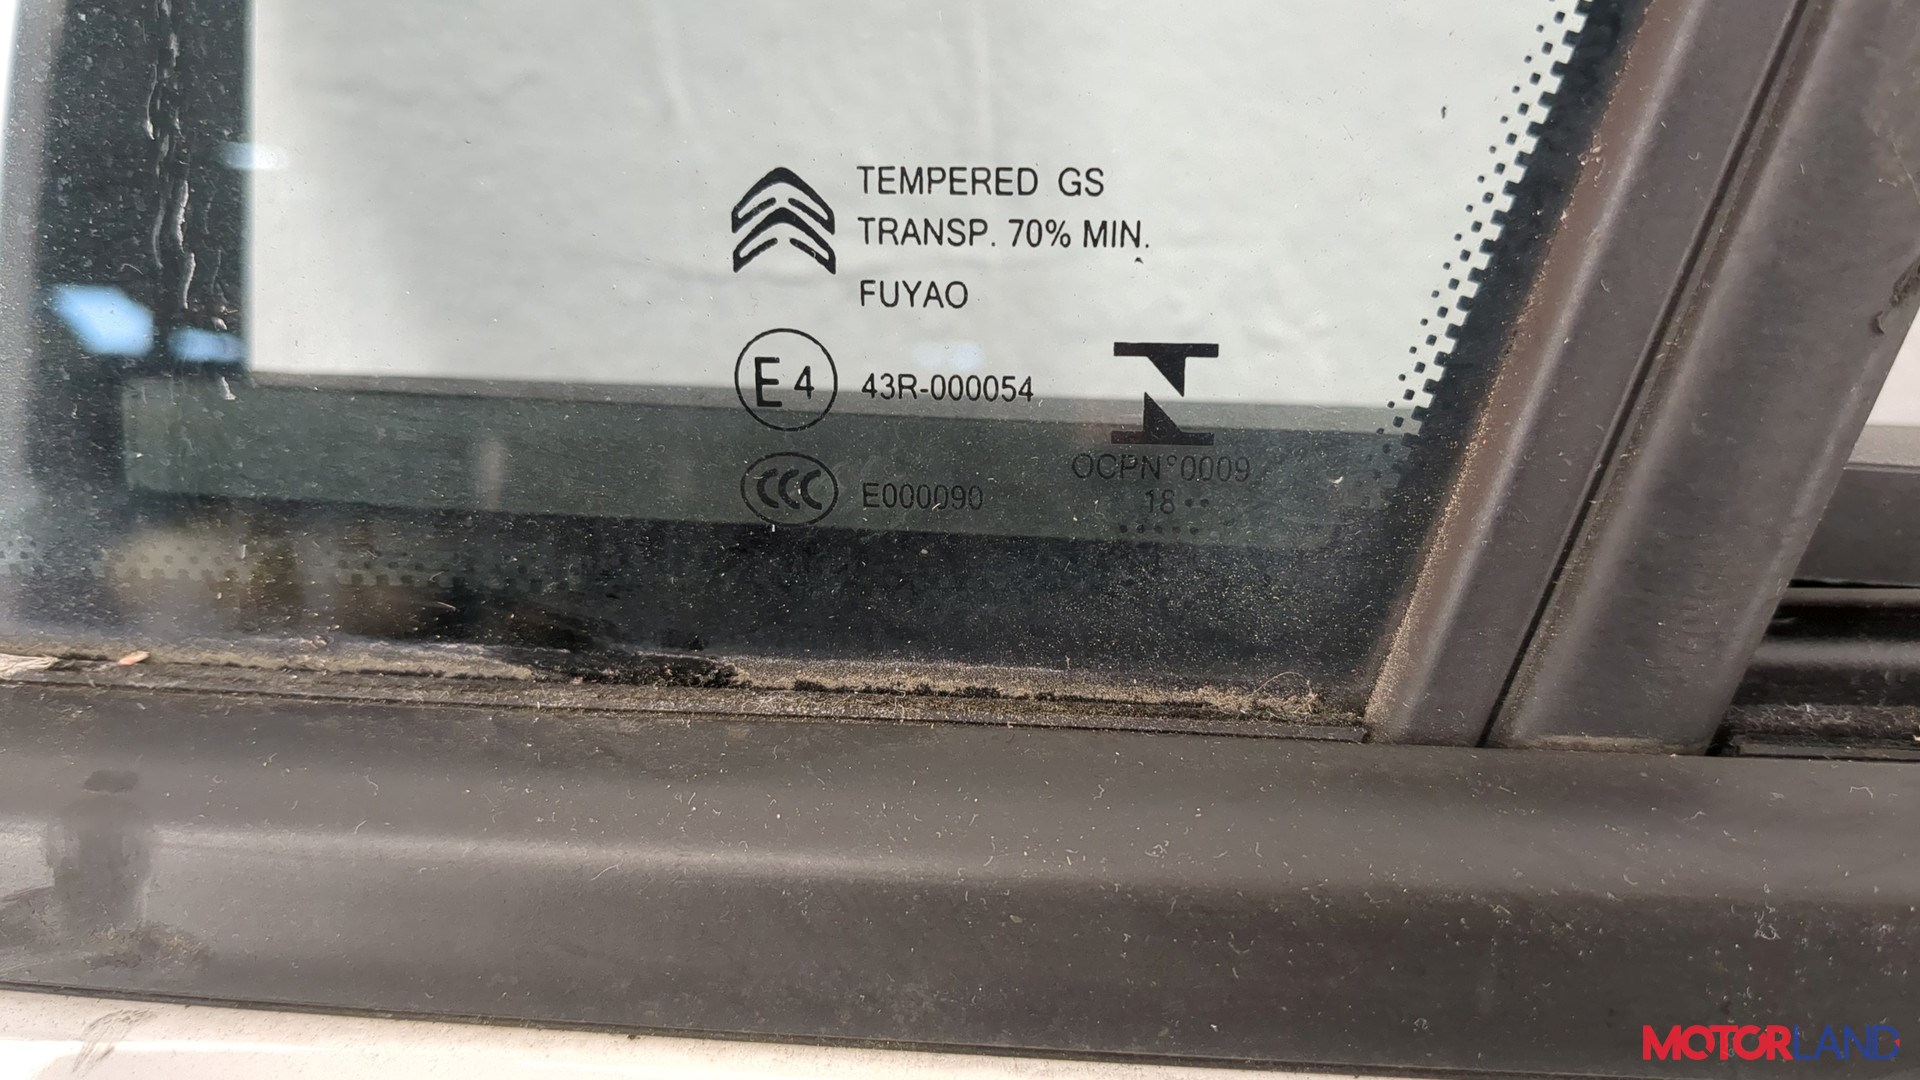 TEMPERED GS
TRANSP. 70% MIN.
FUYAO
E4 43R-000054
CCC E000090
OCPN°0009
18 ••
•••••
MOTORLAND